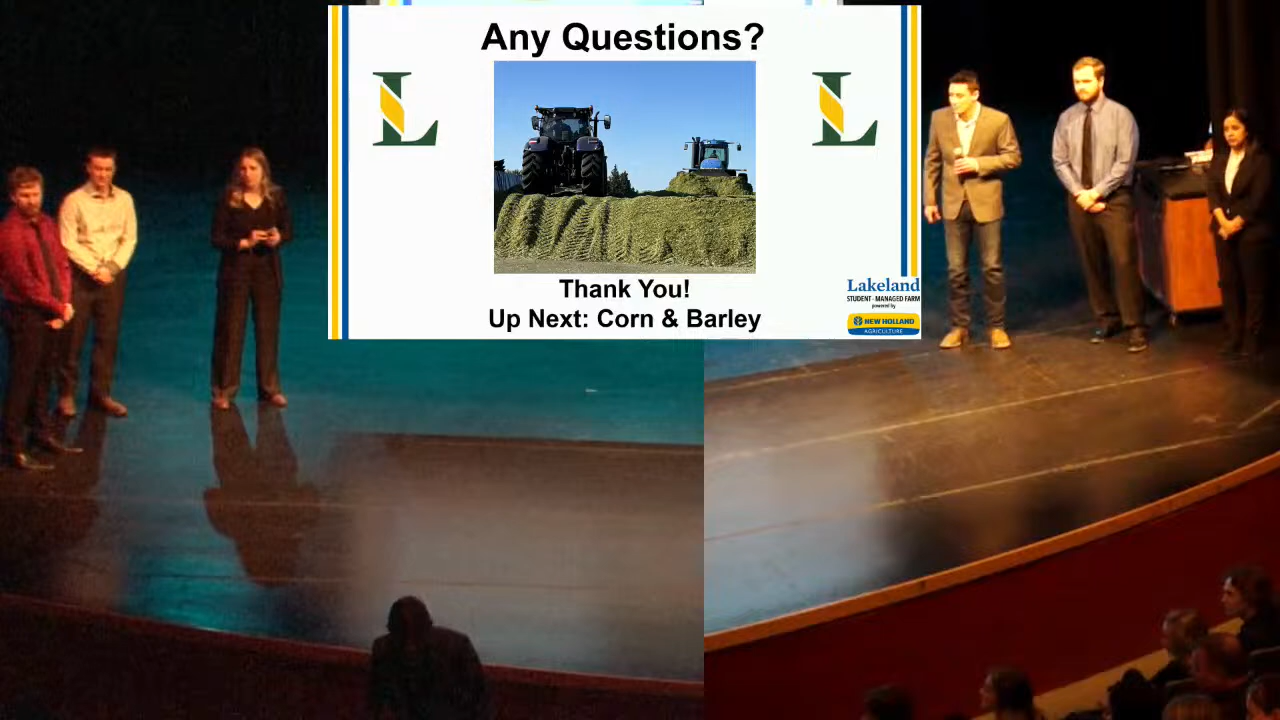 Any Questions?
L
L
Thank You!
Up Next: Corn & Barley
Lakeland
STUDENT-MANAGED FARM
powered by
NEW HOLLAND
AGRICULTURE